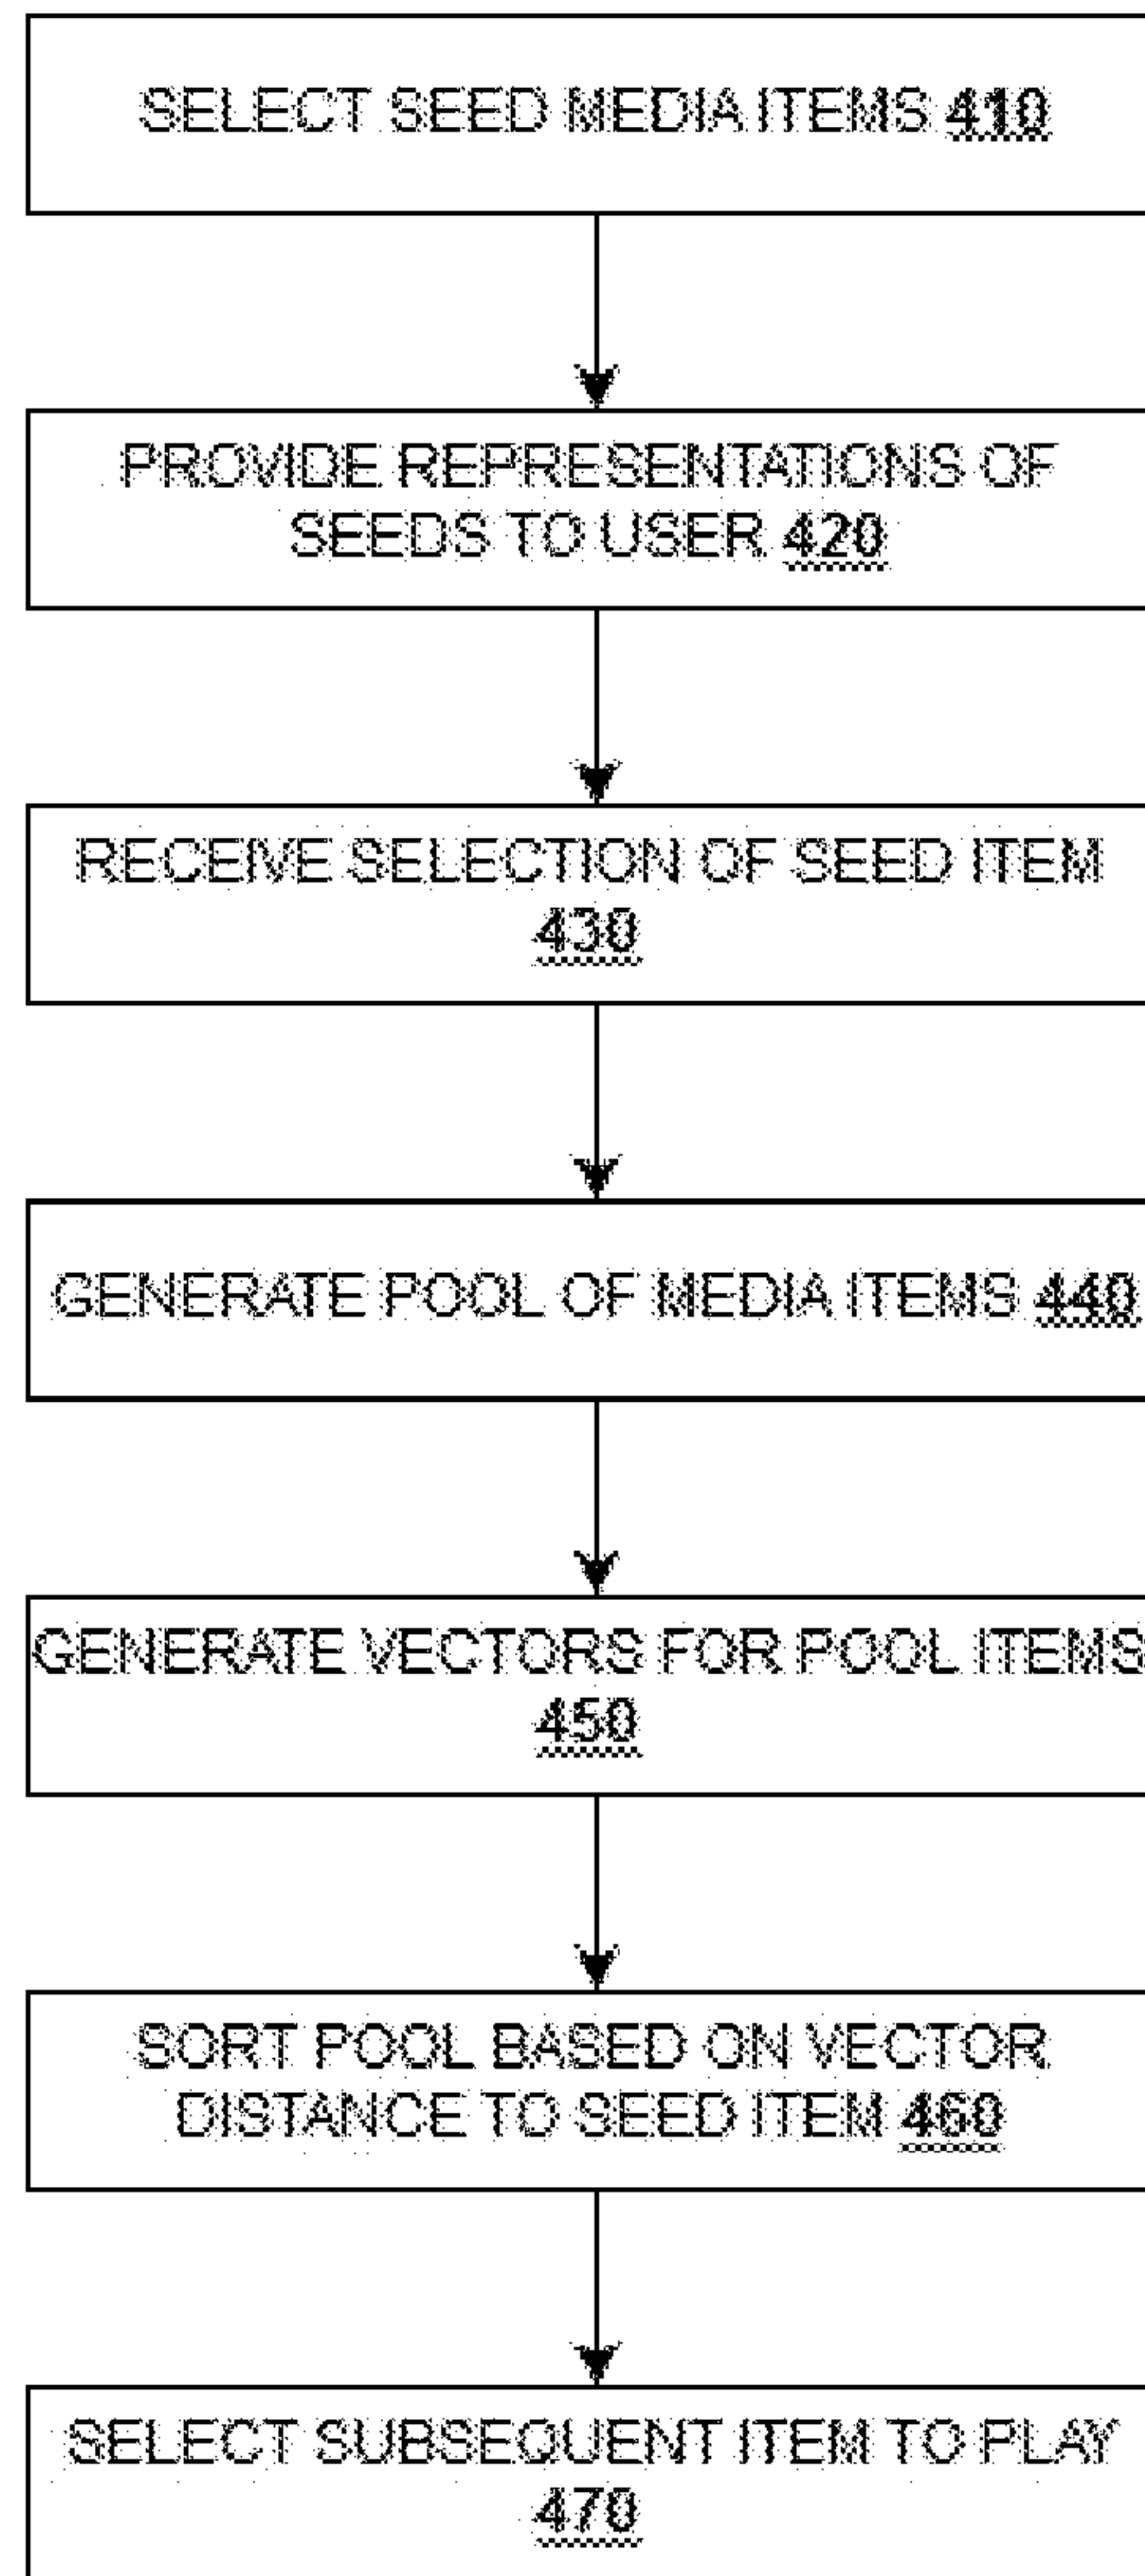 SELECT SEED MEDIA ITEMS 410
PROVIDE REPRESENTATIONS OF
SEEDS TO USER 420
RECEIVE SELECTION OF SEED ITEM
430
GENERATE POOL OF MEDIA ITEMS 440
GENERATE VECTORS FOR POOL ITEMS
450
SORT POOL BASED ON VECTOR
DISTANCE TO SEED ITEM 460
SELECT SUBSEQUENT ITEM TO PLAY
470